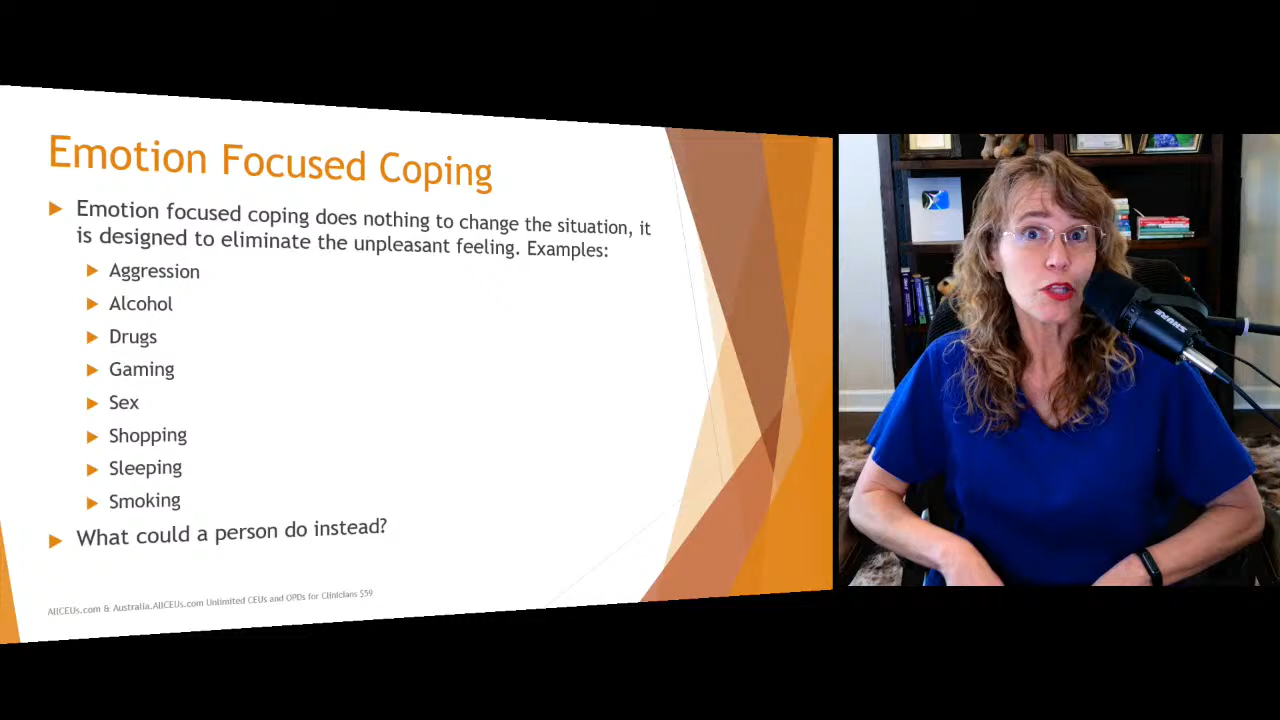 Emotion Focused Coping
Emotion focused coping does nothing to change the situation, it
is designed to eliminate the unpleasant feeling. Examples:
Aggression
Alcohol
Drugs
Gaming
Sex
Shopping
Sleeping
Smoking
What could a person do instead?
AllCEUs.com & Australia.AllCEUs.com Unlimited CEUs and OPDs for Clinicians $59
SHURE